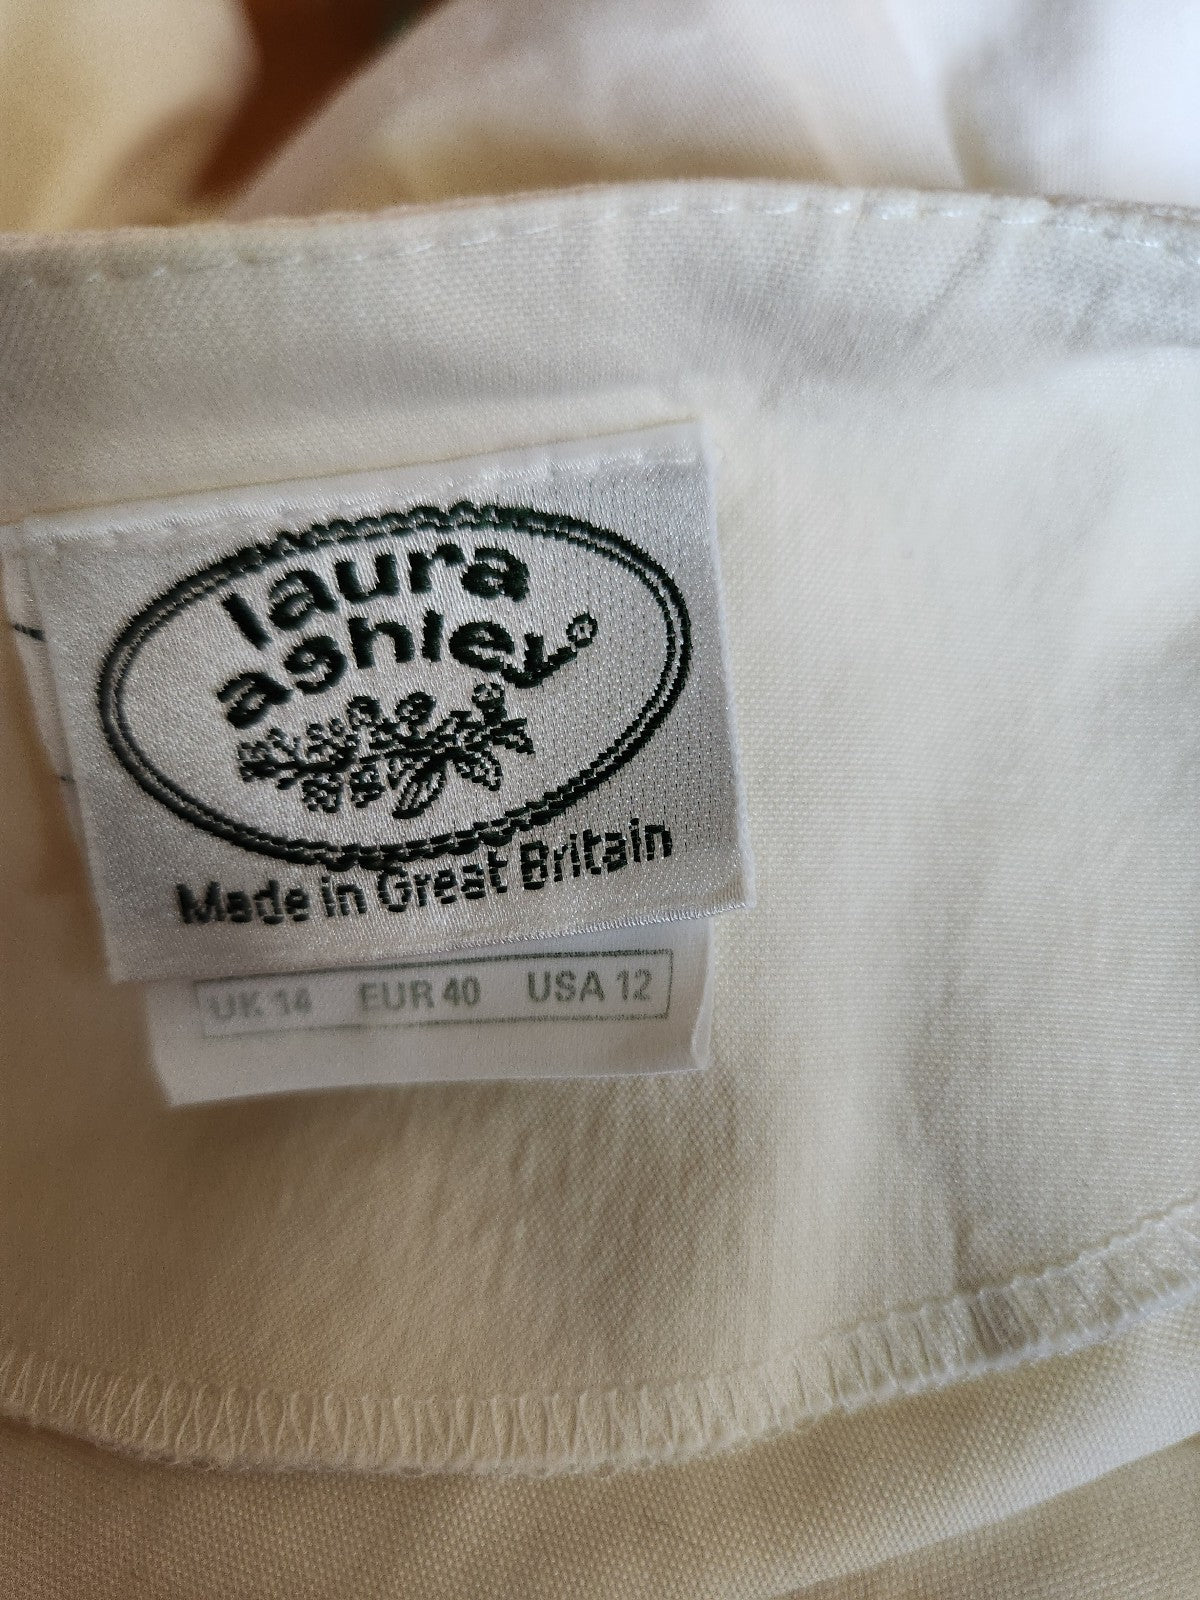 laura
ashley®
Made in Great Britain
UK 14 EUR 40 USA 12